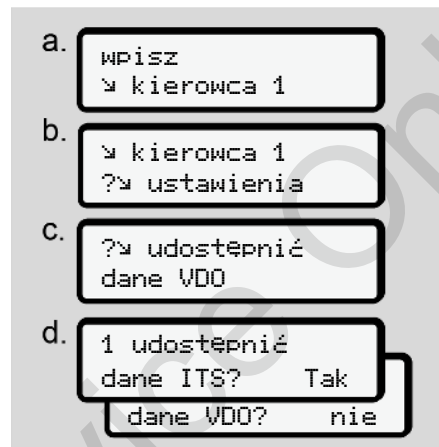 a.
wpisz
↘ kierowca 1
b.
↘ kierowca 1
?↘ ustawienia
c.
?↘ udostępnić
dane VDO
d.
1 udostępnić
dane ITS? Tak
dane VDO? nie